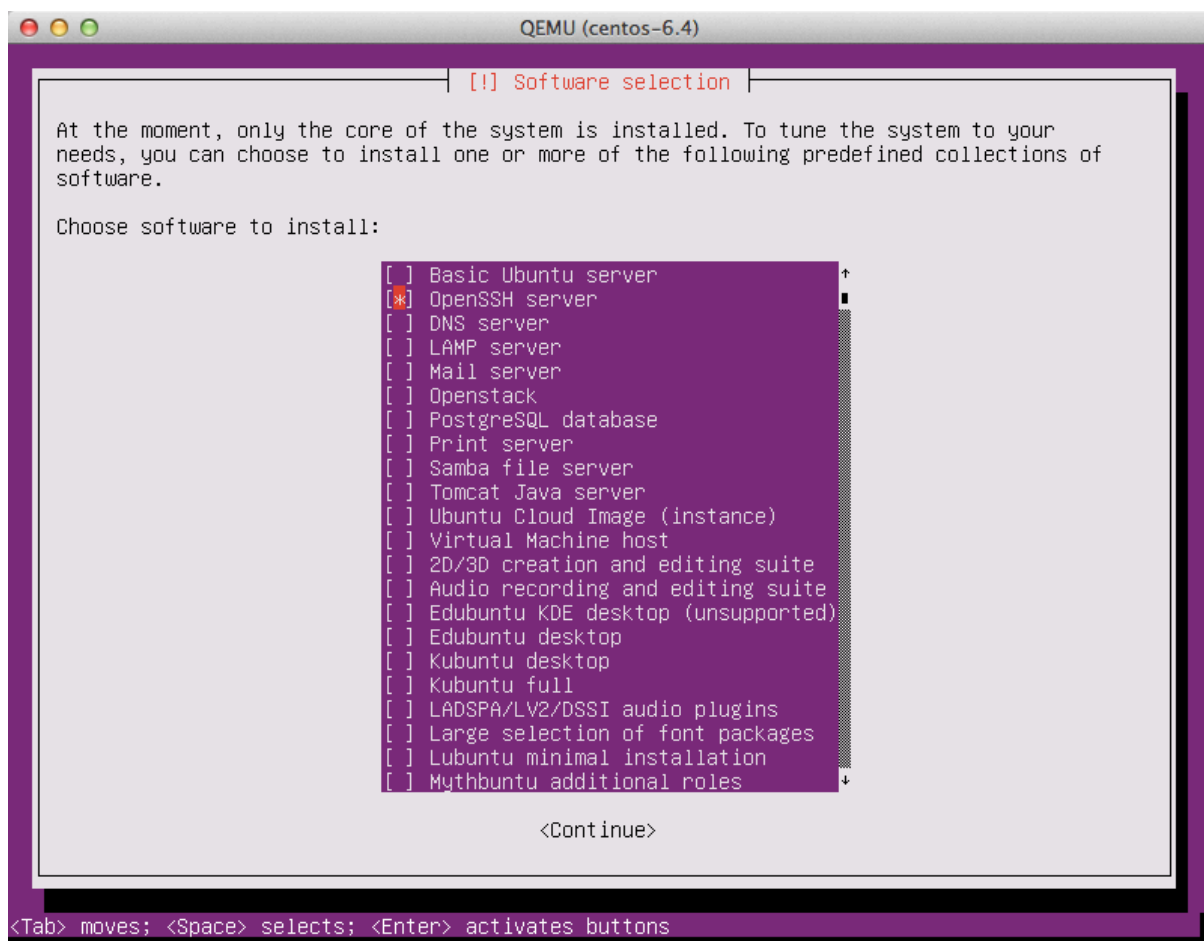 QEMU (centos-6.4)
[!] Software selection
At the moment, only the core of the system is installed. To tune the system to your
needs, you can choose to install one or more of the following predefined collections of
software.
Choose software to install:
[ ] Basic Ubuntu server
[*] OpenSSH server
[ ] DNS server
[ ] LAMP server
[ ] Mail server
[ ] Openstack
[ ] PostgreSQL database
[ ] Print server
[ ] Samba file server
[ ] Tomcat Java server
[ ] Ubuntu Cloud Image (instance)
[ ] Virtual Machine host
[ ] 2D/3D creation and editing suite
[ ] Audio recording and editing suite
[ ] Edubuntu KDE desktop (unsupported)
[ ] Edubuntu desktop
[ ] Kubuntu desktop
[ ] Kubuntu full
[ ] LADSPA/LV2/DSSI audio plugins
[ ] Large selection of font packages
[ ] Lubuntu minimal installation
[ ] Mythbuntu additional roles
<Continue>
<Tab> moves; <Space> selects; <Enter> activates buttons